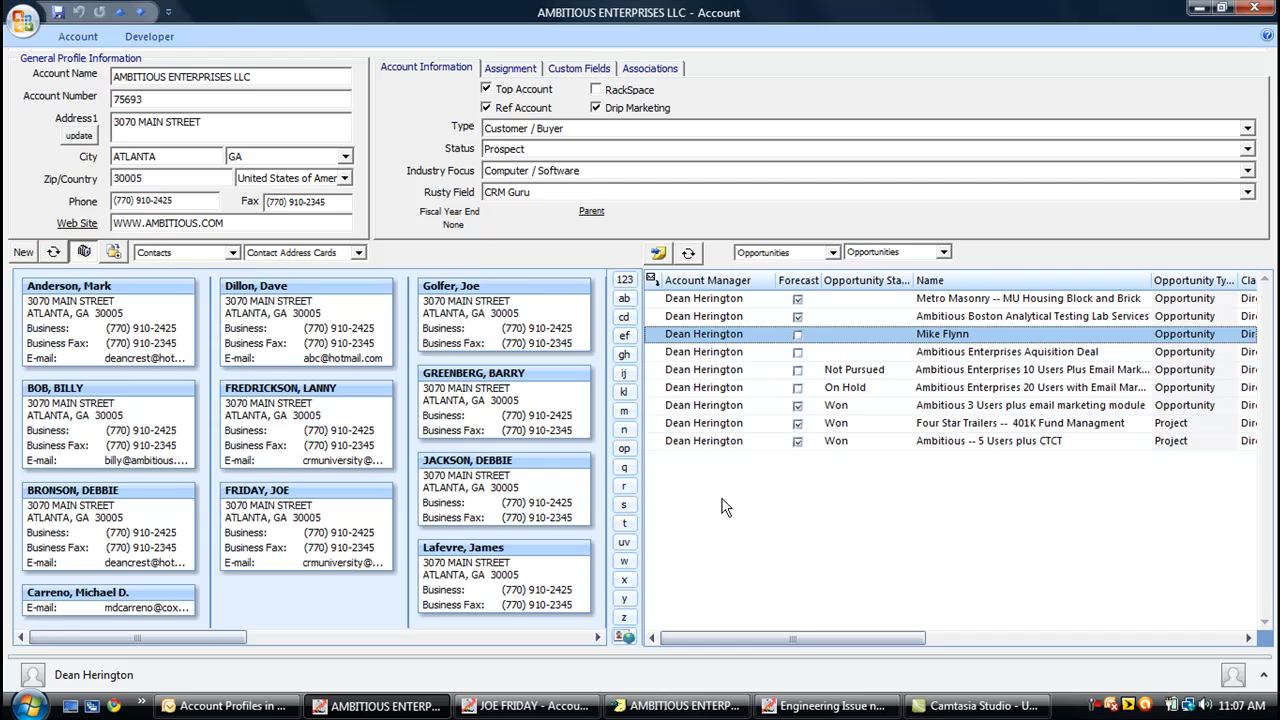 AMBITIOUS ENTERPRISES LLC - Account
Account Developer
General Profile Information
Account Name AMBITIOUS ENTERPRISES LLC
Account Number 75693
Address1 3070 MAIN STREET
update
City ATLANTA GA
Zip/Country 30005 United States of Amer
Phone (770) 910-2425 Fax (770) 910-2345
Web Site WWW.AMBITIOUS.COM
Account Information Assignment Custom Fields Associations
Top Account RackSpace
Ref Account Drip Marketing
Type Customer / Buyer
Status Prospect
Industry Focus Computer / Software
Rusty Field CRM Guru
Fiscal Year End Parent
None
New Contacts Contact Address Cards
Opportunities Opportunities
Anderson, Mark
3070 MAIN STREET
ATLANTA, GA 30005
Business: (770) 910-2425
Business Fax: (770) 910-2345
E-mail: deancrest@ho...
BOB, BILLY
3070 MAIN STREET
ATLANTA, GA 30005
Business: (770) 910-2425
Business Fax: (770) 910-2345
E-mail: billy@ambitious....
BRONSON, DEBBIE
3070 MAIN STREET
ATLANTA, GA 30005
Business: (770) 910-2425
Business Fax: (770) 910-2345
E-mail: deancrest@hot...
Carreno, Michael D.
E-mail: mdcarreno@cox...
Dillon, Dave
3070 MAIN STREET
ATLANTA, GA 30005
Business: (770) 910-2425
Business Fax: (770) 910-2345
E-mail: abc@hotmail.com
FREDRICKSON, LANNY
3070 MAIN STREET
ATLANTA, GA 30005
Business: (770) 910-2425
Business Fax: (770) 910-2345
E-mail: crmuniversity@...
FRIDAY, JOE
3070 MAIN STREET
ATLANTA, GA 30005
Business: (770) 910-2425
Business Fax: (770) 910-2345
E-mail: crmuniversity@...
Golfer, Joe
3070 MAIN STREET
ATLANTA, GA 30005
Business: (770) 910-2425
Business Fax: (770) 910-2345
GREENBERG, BARRY
3070 MAIN STREET
ATLANTA, GA 30005
Business: (770) 910-2425
Business Fax: (770) 910-2345
JACKSON, DEBBIE
3070 MAIN STREET
ATLANTA, GA 30005
Business: (770) 910-2425
Business Fax: (770) 910-2345
Lafevre, James
3070 MAIN STREET
ATLANTA, GA 30005
Business: (770) 910-2425
Business Fax: (770) 910-2345
123
ab
cd
ef
gh
ij
kl
m
n
op
q
r
s
t
uv
w
x
y
z
Account Manager Forecast Opportunity Sta... Name Opportunity Ty... Cla
Dean Herington Metro Masonry -- MU Housing Block and Brick Opportunity Dir
Dean Herington Ambitious Boston Analytical Testing Lab Services Opportunity Dir
Dean Herington Mike Flynn Opportunity Dir
Dean Herington Ambitious Enterprises Aquisition Deal Opportunity Dir
Dean Herington Not Pursued Ambitious Enterprises 10 Users Plus Email Mark... Opportunity Dir
Dean Herington On Hold Ambitious Enterprises 20 Users with Email Mar... Opportunity Dir
Dean Herington Won Ambitious 3 Users plus email marketing module Opportunity Dir
Dean Herington Won Four Star Trailers -- 401K Fund Managment Project Dir
Dean Herington Won Ambitious -- 5 Users plus CTCT Project Dir
Dean Herington
Account Profiles in ... AMBITIOUS ENTERP... JOE FRIDAY - Accou... AMBITIOUS ENTERP... Engineering Issue n... Camtasia Studio - U... 11:07 AM